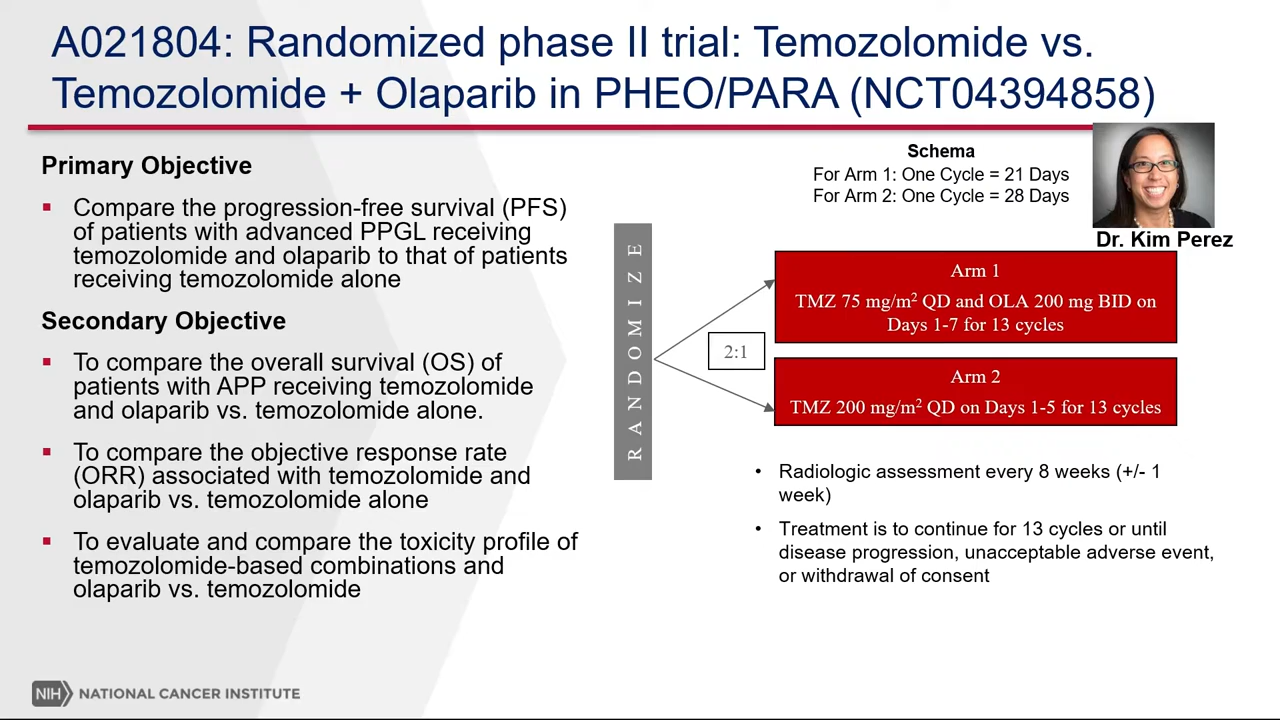 A021804: Randomized phase II trial: Temozolomide vs.
Temozolomide + Olaparib in PHEO/PARA (NCT04394858)
Primary Objective
▪ Compare the progression-free survival (PFS)
of patients with advanced PPGL receiving
temozolomide and olaparib to that of patients
receiving temozolomide alone
Secondary Objective
▪ To compare the overall survival (OS) of
patients with APP receiving temozolomide
and olaparib vs. temozolomide alone.
▪ To compare the objective response rate
(ORR) associated with temozolomide and
olaparib vs. temozolomide alone
▪ To evaluate and compare the toxicity profile of
temozolomide-based combinations and
olaparib vs. temozolomide
Schema
For Arm 1: One Cycle = 21 Days
For Arm 2: One Cycle = 28 Days
Dr. Kim Perez
RANDOMIZE
2:1
Arm 1
TMZ 75 mg/m² QD and OLA 200 mg BID on
Days 1-7 for 13 cycles
Arm 2
TMZ 200 mg/m² QD on Days 1-5 for 13 cycles
• Radiologic assessment every 8 weeks (+/- 1
week)
• Treatment is to continue for 13 cycles or until
disease progression, unacceptable adverse event,
or withdrawal of consent
NIH NATIONAL CANCER INSTITUTE